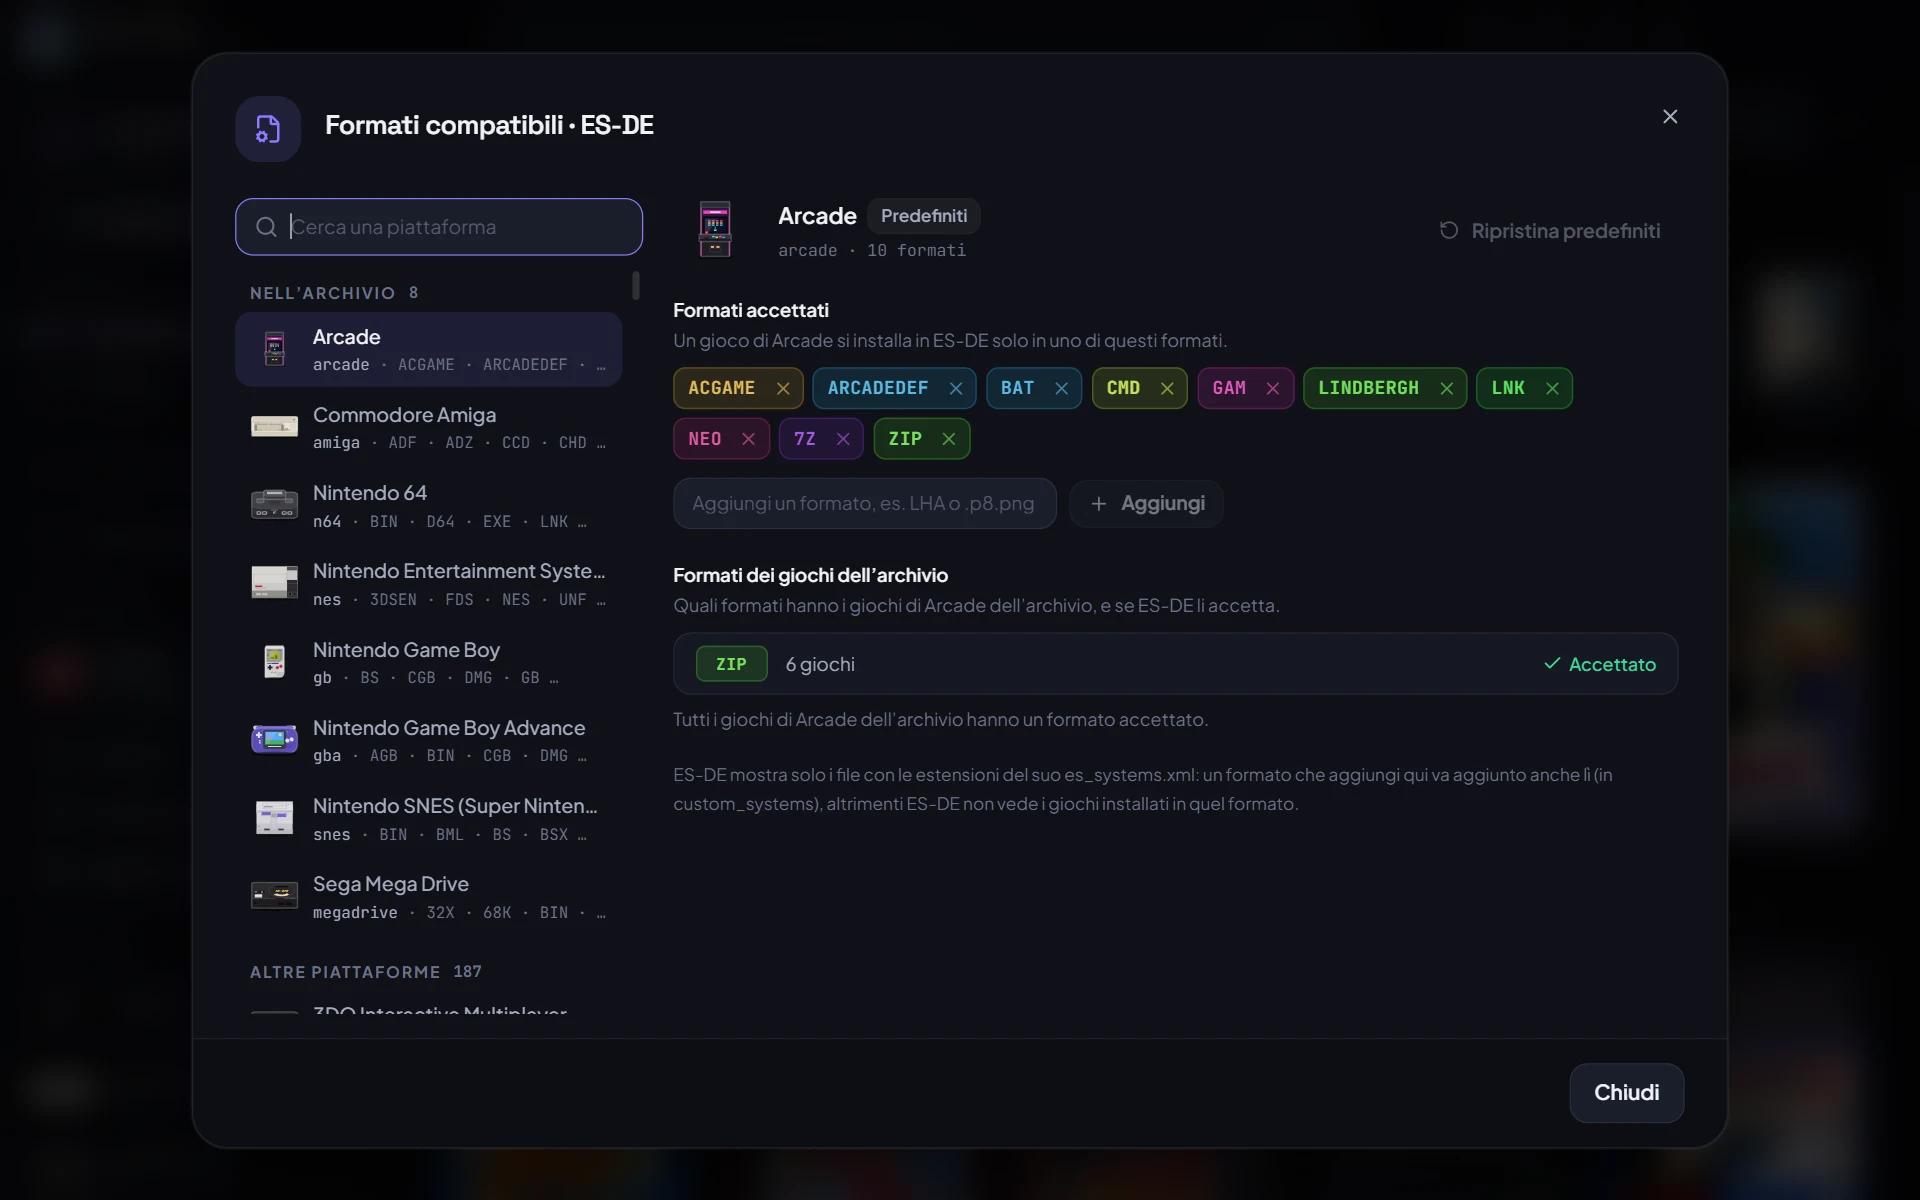 Formati compatibili · ES-DE
Cerca una piattaforma
NELL'ARCHIVIO 8
Arcade
arcade · ACGAME · ARCADEDEF · …
Commodore Amiga
amiga · ADF · ADZ · CCD · CHD …
Nintendo 64
n64 · BIN · D64 · EXE · LNK …
Nintendo Entertainment Syste…
nes · 3DSEN · FDS · NES · UNF …
Nintendo Game Boy
gb · BS · CGB · DMG · GB …
Nintendo Game Boy Advance
gba · AGB · BIN · CGB · DMG …
Nintendo SNES (Super Ninten…
snes · BIN · BML · BS · BSX …
Sega Mega Drive
megadrive · 32X · 68K · BIN · …
ALTRE PIATTAFORME 187
3DO Interactive Multiplayer
Arcade Predefiniti
arcade · 10 formati
Ripristina predefiniti
Formati accettati
Un gioco di Arcade si installa in ES-DE solo in uno di questi formati.
ACGAME ARCADEDEF BAT CMD GAM LINDBERGH LNK
NEO 7Z ZIP
Aggiungi un formato, es. LHA o .p8.png
Aggiungi
Formati dei giochi dell'archivio
Quali formati hanno i giochi di Arcade dell'archivio, e se ES-DE li accetta.
ZIP 6 giochi Accettato
Tutti i giochi di Arcade dell'archivio hanno un formato accettato.
ES-DE mostra solo i file con le estensioni del suo es_systems.xml: un formato che aggiungi qui va aggiunto anche lì (in
custom_systems), altrimenti ES-DE non vede i giochi installati in quel formato.
Chiudi